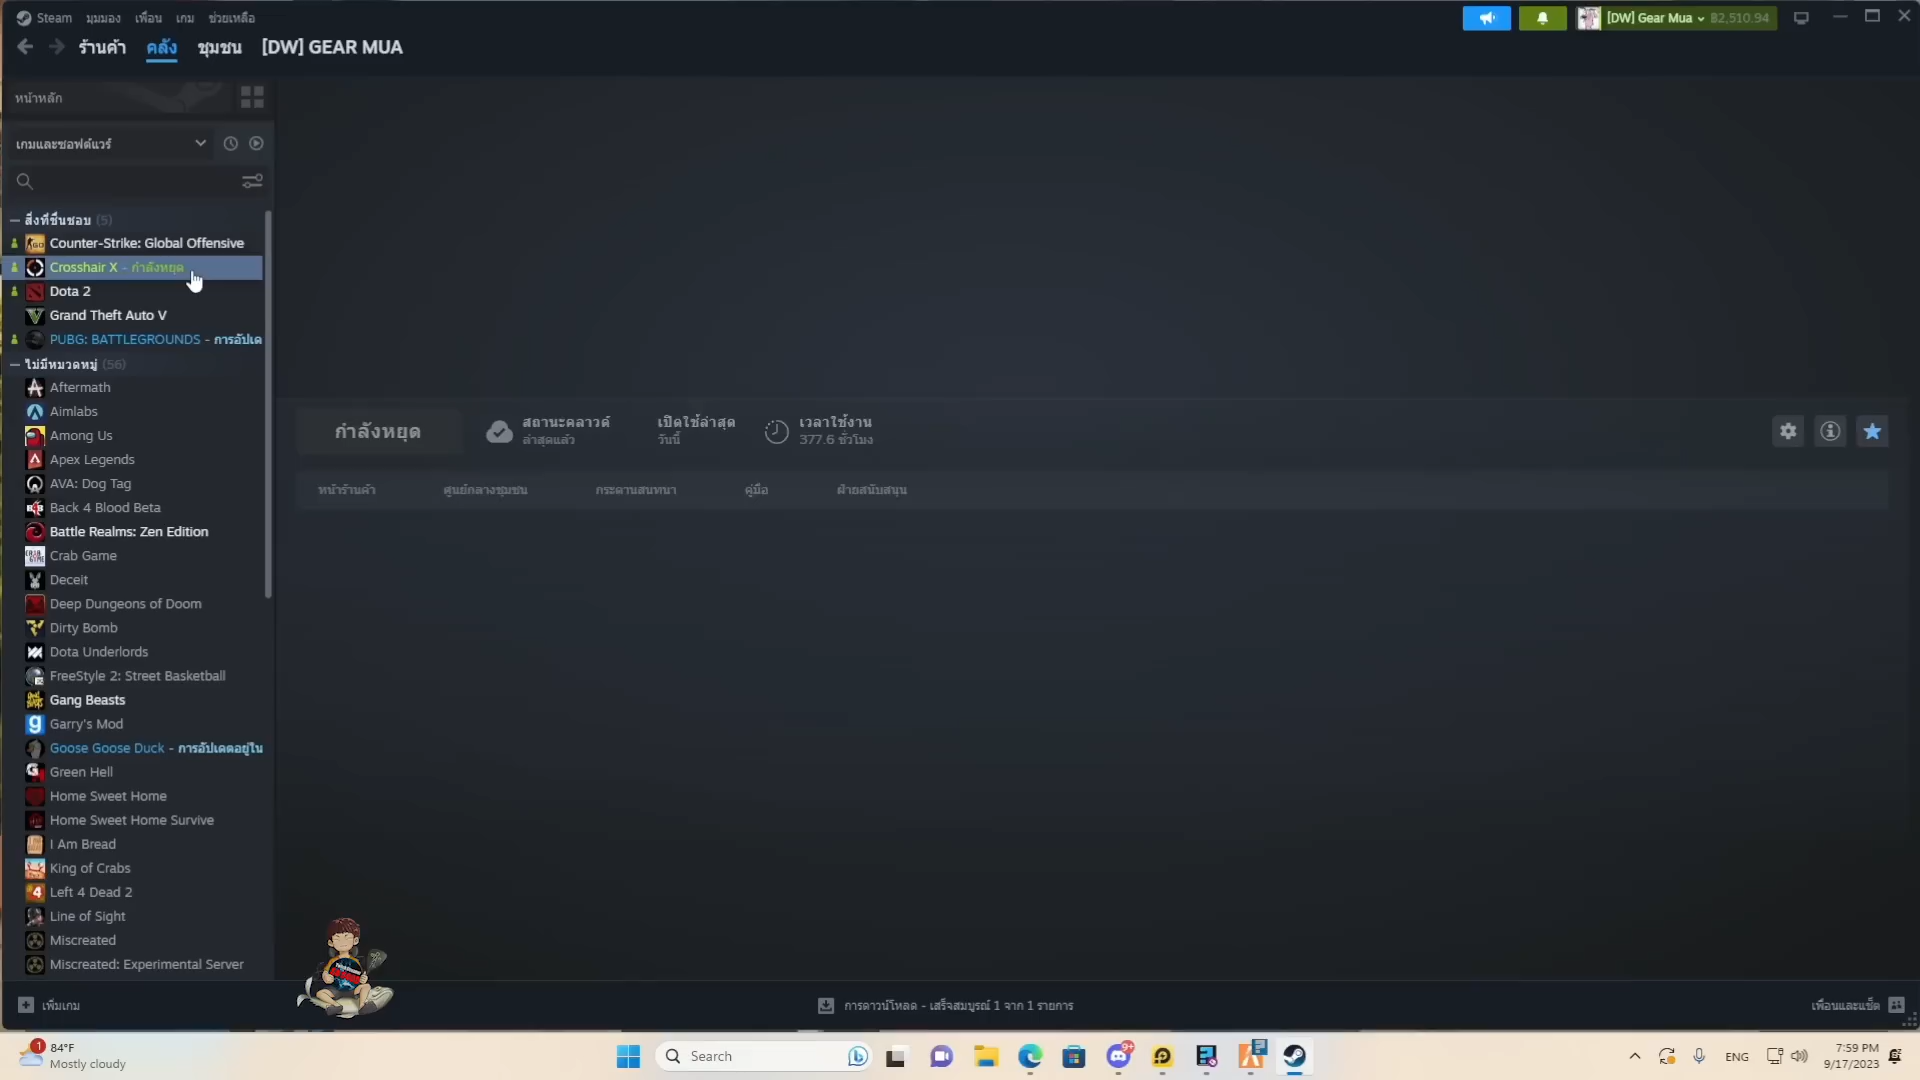 Steam มุมมอง เพื่อน เกม ช่วยเหลือ
[DW] Gear Mua ฿2,510.94
ร้านค้า คลัง ชุมชน [DW] GEAR MUA
หน้าหลัก
เกมและซอฟต์แวร์
สิ่งที่ชื่นชอบ (5)
Counter-Strike: Global Offensive
Crosshair X - กำลังหยุด
Dota 2
Grand Theft Auto V
PUBG: BATTLEGROUNDS - การอัปเด
ไม่มีหมวดหมู่ (56)
Aftermath
Aimlabs
Among Us
Apex Legends
AVA: Dog Tag
Back 4 Blood Beta
Battle Realms: Zen Edition
Crab Game
Deceit
Deep Dungeons of Doom
Dirty Bomb
Dota Underlords
FreeStyle 2: Street Basketball
Gang Beasts
Garry's Mod
Goose Goose Duck - การอัปเดตอยู่ใน
Green Hell
Home Sweet Home
Home Sweet Home Survive
I Am Bread
King of Crabs
Left 4 Dead 2
Line of Sight
Miscreated
Miscreated: Experimental Server
กำลังหยุด
สถานะคลาวด์
ล่าสุดแล้ว
เปิดใช้ล่าสุด
วันนี้
เวลาใช้งาน
377.6 ชั่วโมง
หน้าร้านค้า ศูนย์กลางชุมชน กระดานสนทนา คู่มือ ฝ่ายสนับสนุน
เพิ่มเกม
การดาวน์โหลด - เสร็จสมบูรณ์ 1 จาก 1 รายการ
เพื่อนและแช็ต
1
84°F
Mostly cloudy
Search
9+
ENG
7:59 PM
9/17/2023